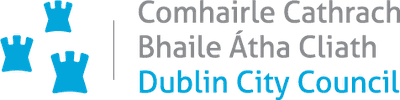 Comhairle Cathrach
Bhaile Átha Cliath
Dublin City Council